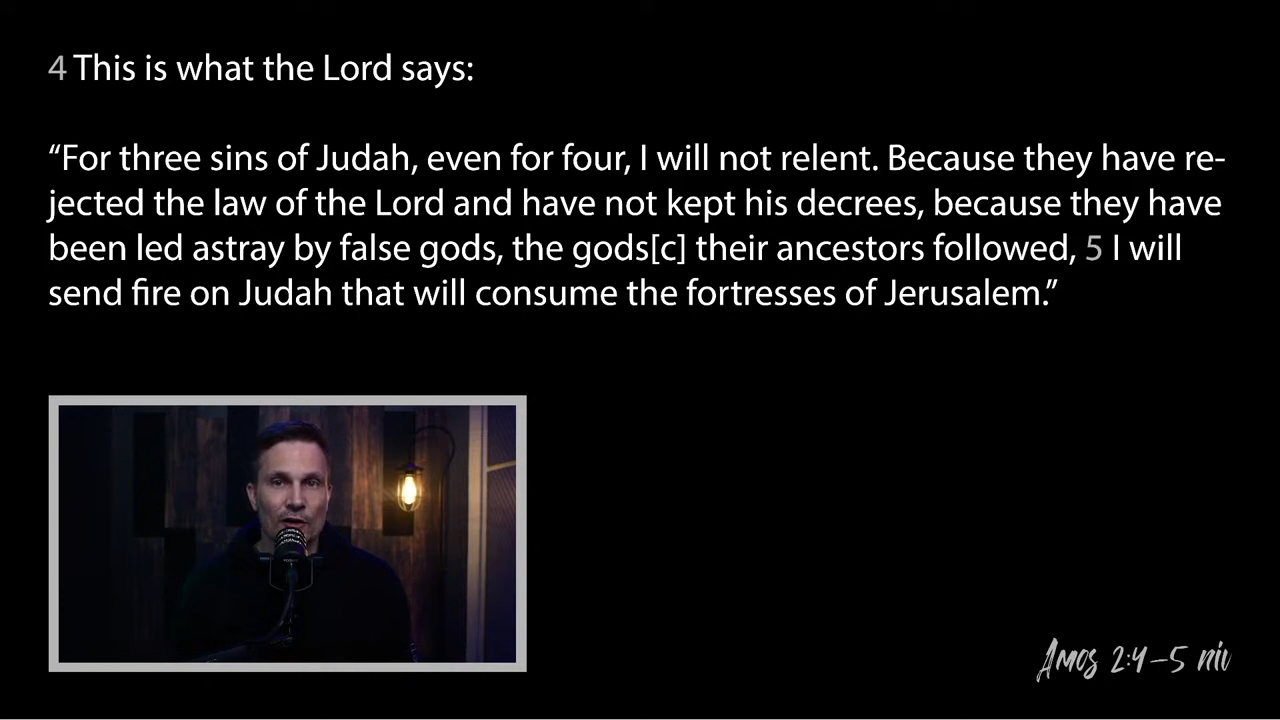 4 This is what the Lord says:
“For three sins of Judah, even for four, I will not relent. Because they have re-
jected the law of the Lord and have not kept his decrees, because they have
been led astray by false gods, the gods[c] their ancestors followed, 5 I will
send fire on Judah that will consume the fortresses of Jerusalem.”
Amos 2:4–5 niv